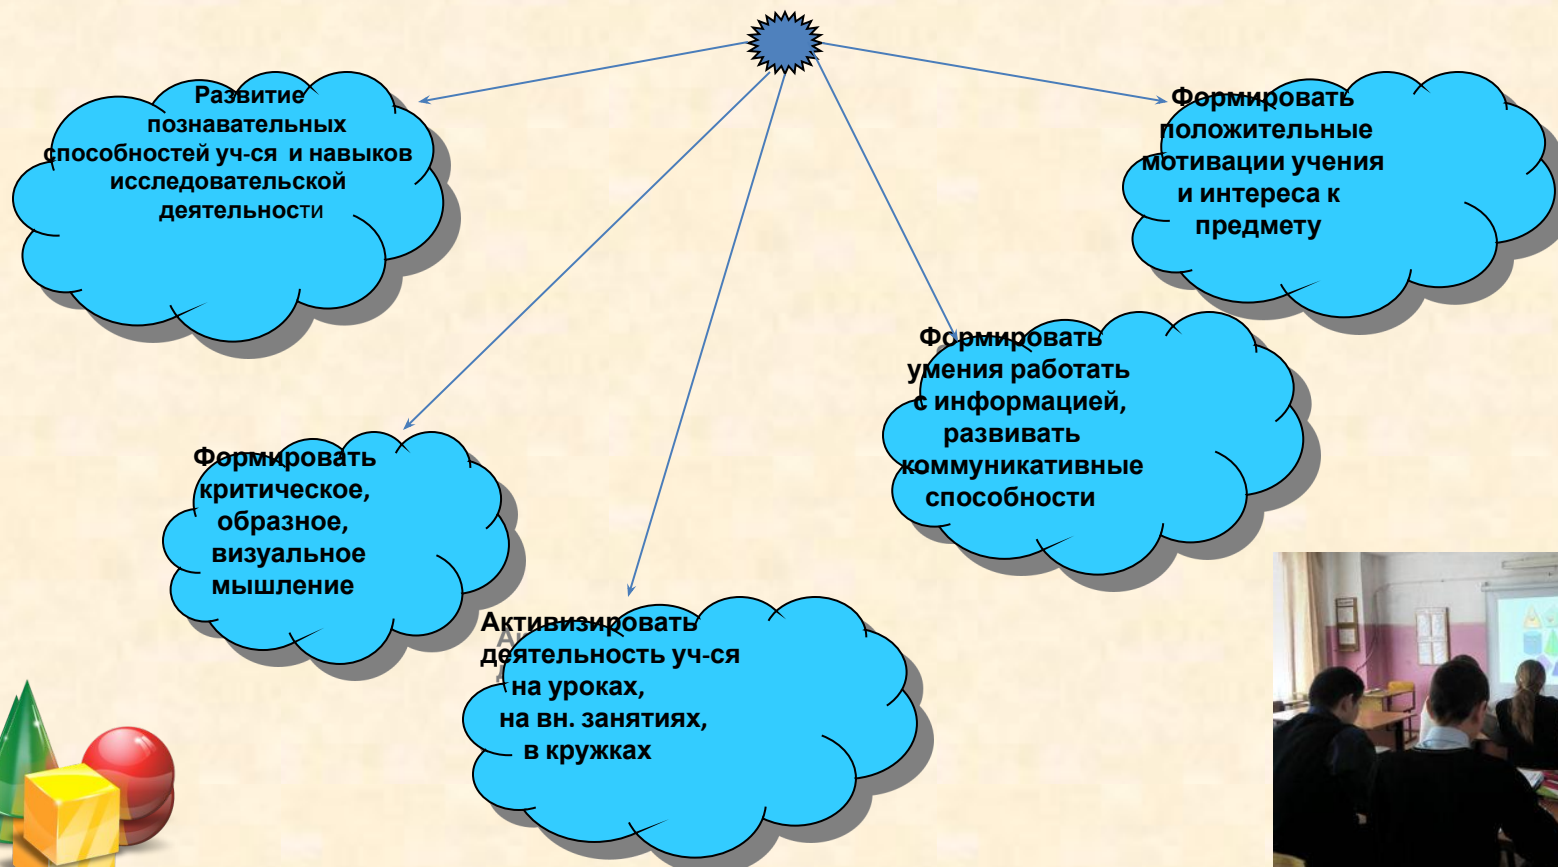 Развитие
познавательных
способностей уч-ся и навыков
исследовательской
деятельности
Формировать
положительные
мотивации учения
и интереса к
предмету
Формировать
умения работать
с информацией,
развивать
коммуникативные
способности
Формировать
критическое,
образное,
визуальное
мышление
Активизировать
деятельность уч-ся
на уроках,
на вн. занятиях,
в кружках